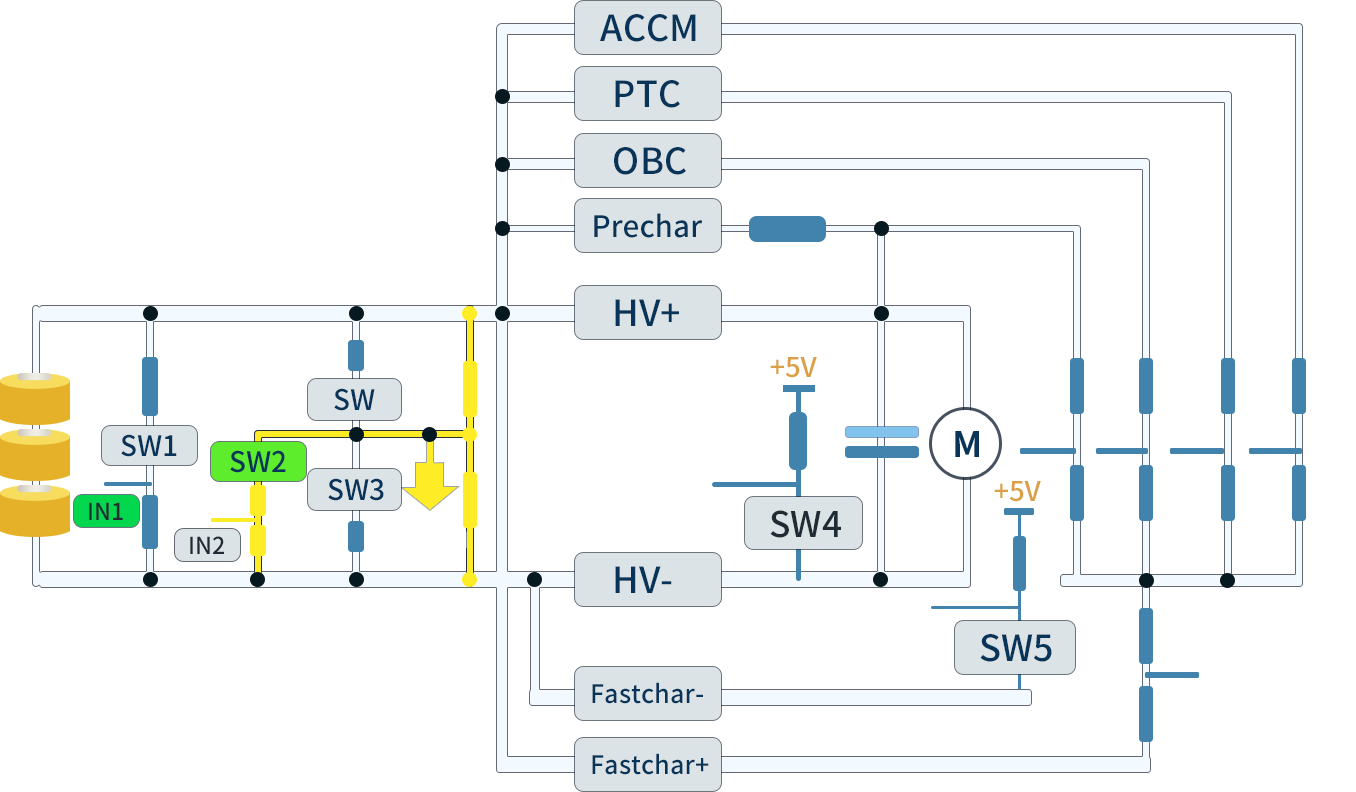 ACCM
PTC
OBC
Prechar
HV+
+5V
SW
SW1
SW2
M
SW3
+5V
IN1
SW4
IN2
HV-
SW5
Fastchar-
Fastchar+